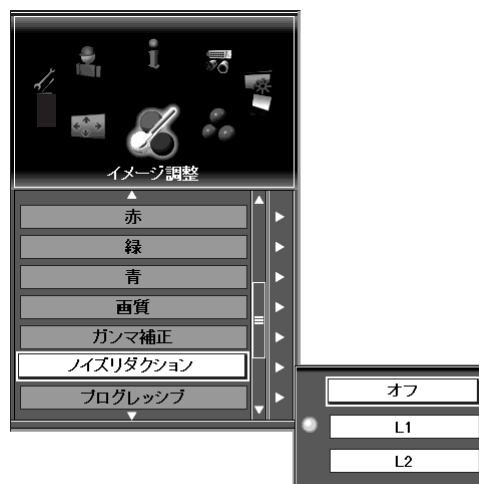 イメージ調整
赤
緑
青
画質
ガンマ補正
ノイズリダクション
プログレッシブ
オフ
L1
L2